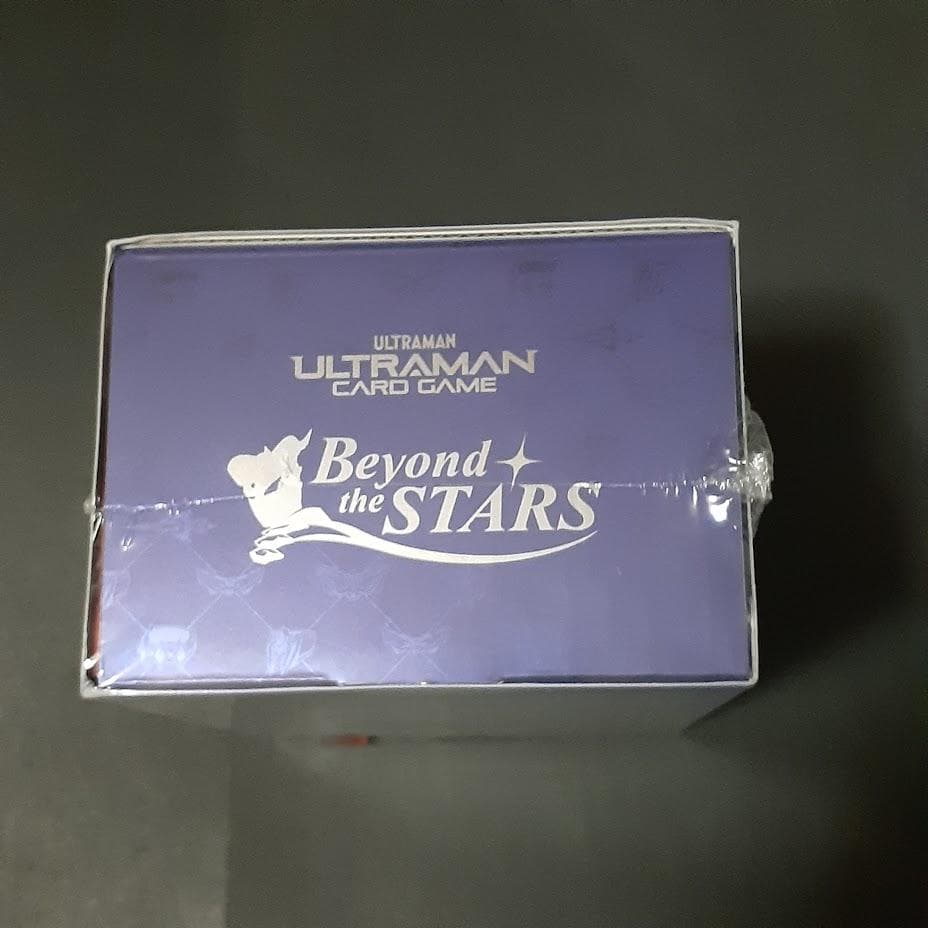 ULTRAMAN
ULTRAMAN
CARD GAME
Beyond
the STARS